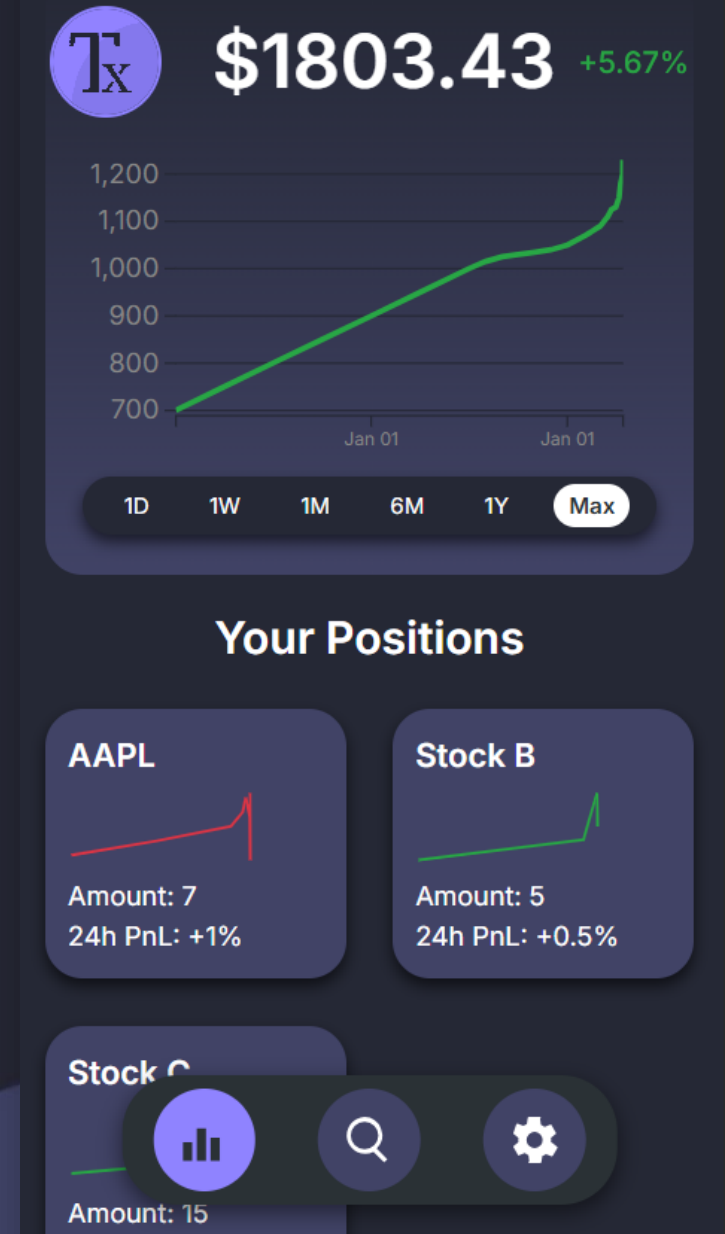 Tx
$1803.43 +5.67%
1,200
1,100
1,000
900
800
700
Jan 01 Jan 01
1D 1W 1M 6M 1Y Max
Your Positions
AAPL
Amount: 7
24h PnL: +1%
Stock B
Amount: 5
24h PnL: +0.5%
Stock C
Amount: 15